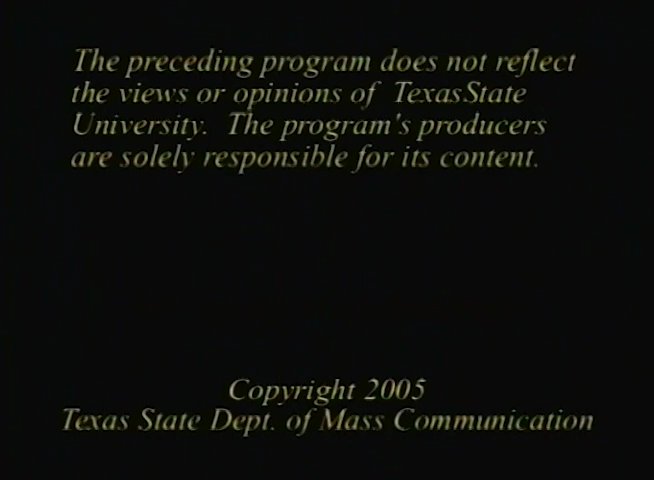 The preceding program does not reflect
the views or opinions of TexasState
University. The program's producers
are solely responsible for its content.
Copyright 2005
Texas State Dept. of Mass Communication